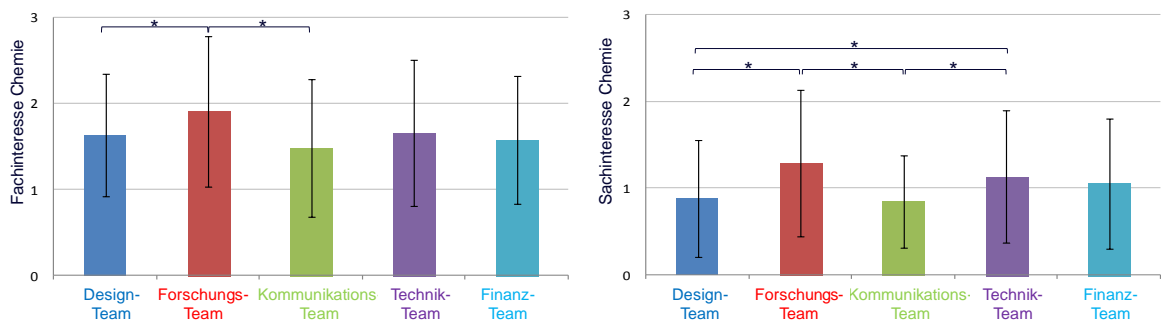 Fachinteresse Chemie
3
2
1
0
* *
Design-
Team
Forschungs-
Team
Kommunikations
Team
Technik-
Team
Finanz-
Team
Sachinteresse Chemie
3
2
1
0
*
* * *
Design-
Team
Forschungs-
Team
Kommunikations-
Team
Technik-
Team
Finanz-
Team